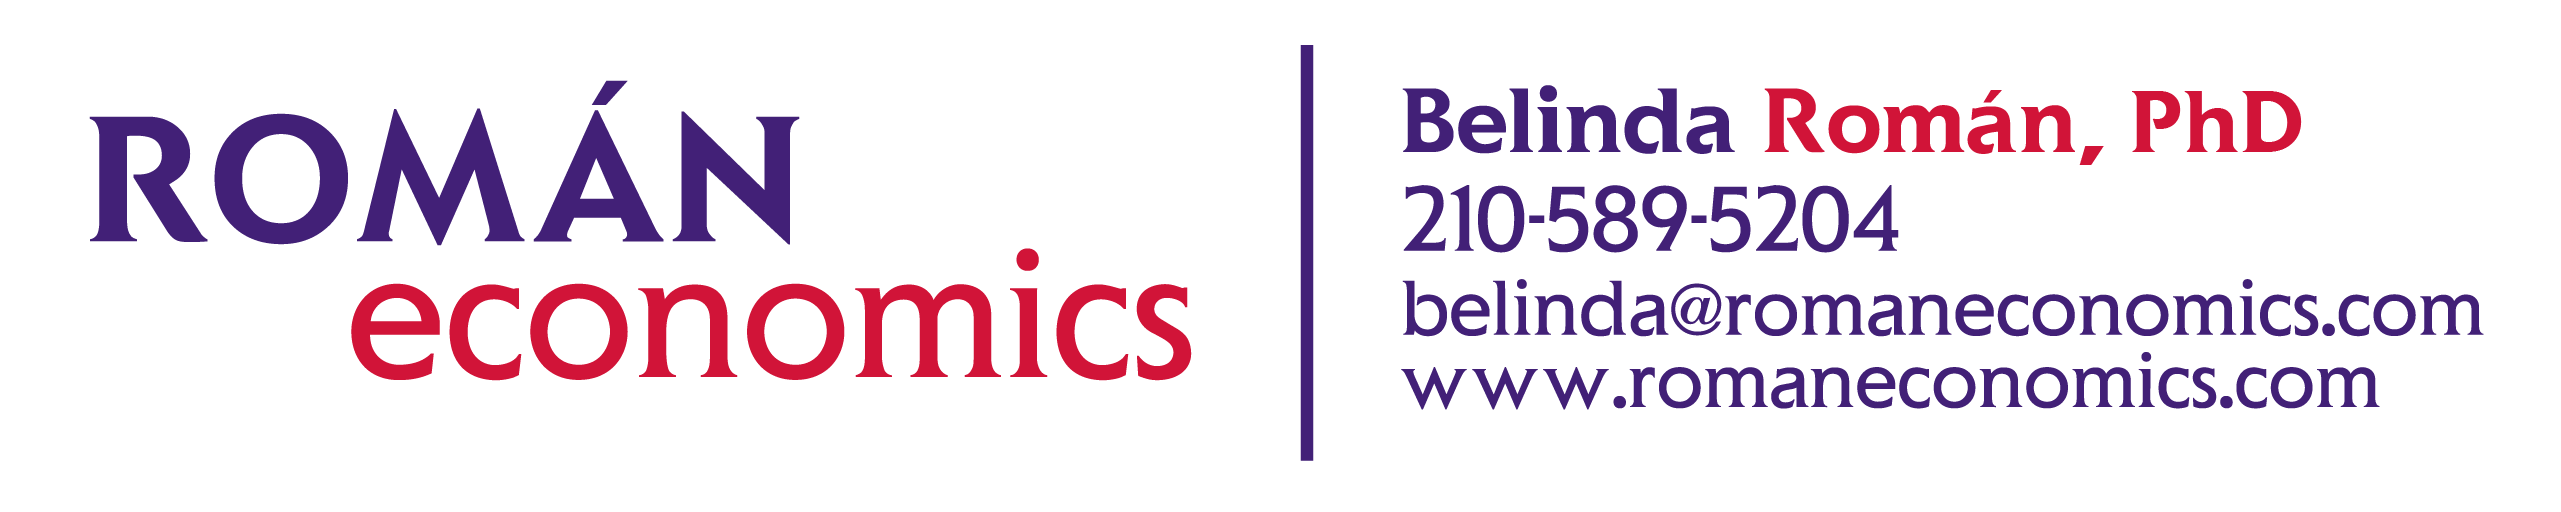 ROMÁN
economics
Belinda Román, PhD
210-589-5204
belinda@romaneconomics.com
www.romaneconomics.com